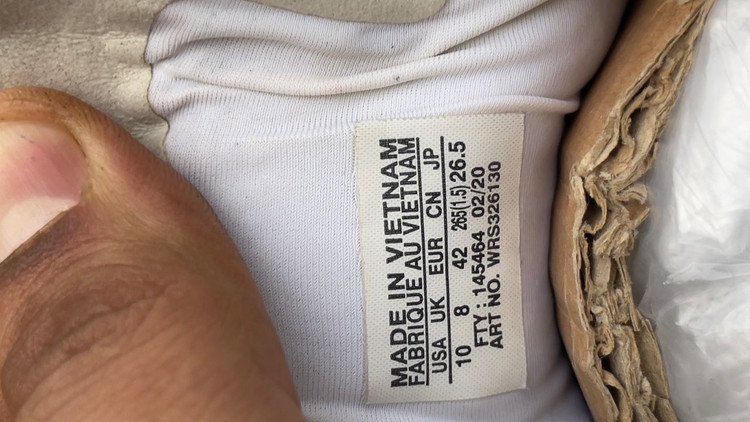 MADE IN VIETNAM
FABRIQUE AU VIETNAM
USA UK EUR CN JP
10 8 42 265(1.5) 26.5
FTY : 145464 02/20
ART NO. WRS326130